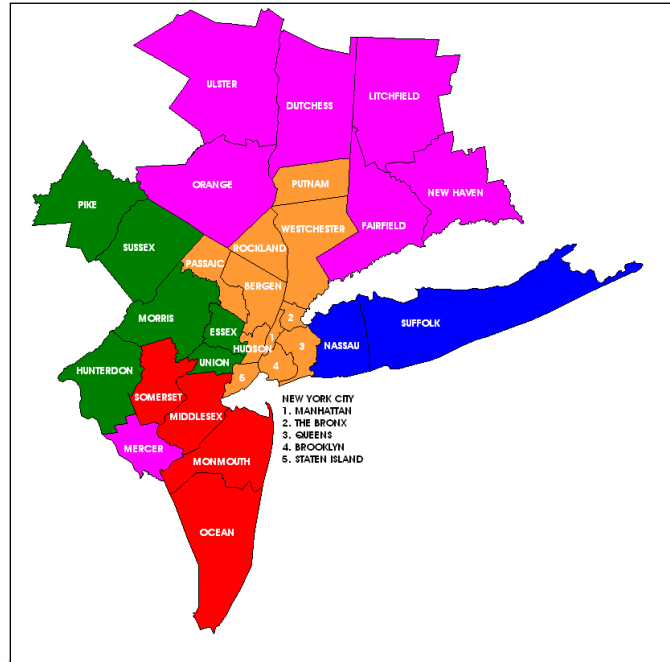 ULSTER
DUTCHESS
LITCHFIELD
ORANGE
PUTNAM
NEW HAVEN
PIKE
WESTCHESTER
FAIRFIELD
SUSSEX
ROCKLAND
PASSAIC
BERGEN
MORRIS
2
SUFFOLK
ESSEX
1
NASSAU
HUDSON
3
UNION
4
HUNTERDON
5
SOMERSET
NEW YORK CITY
1. MANHATTAN
2. THE BRONX
3. QUEENS
4. BROOKLYN
5. STATEN ISLAND
MIDDLESEX
MERCER
MONMOUTH
OCEAN